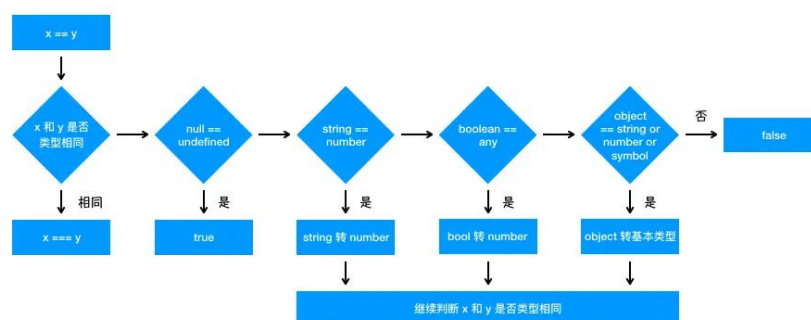 x == y
x 和 y 是否
类型相同
null ==
undefined
string ==
number
boolean ==
any
object
== string or
number or
symbol
否
false
相同
是
是
是
是
x === y
true
string 转 number
bool 转 number
object 转基本类型
继续判断 x 和 y 是否类型相同